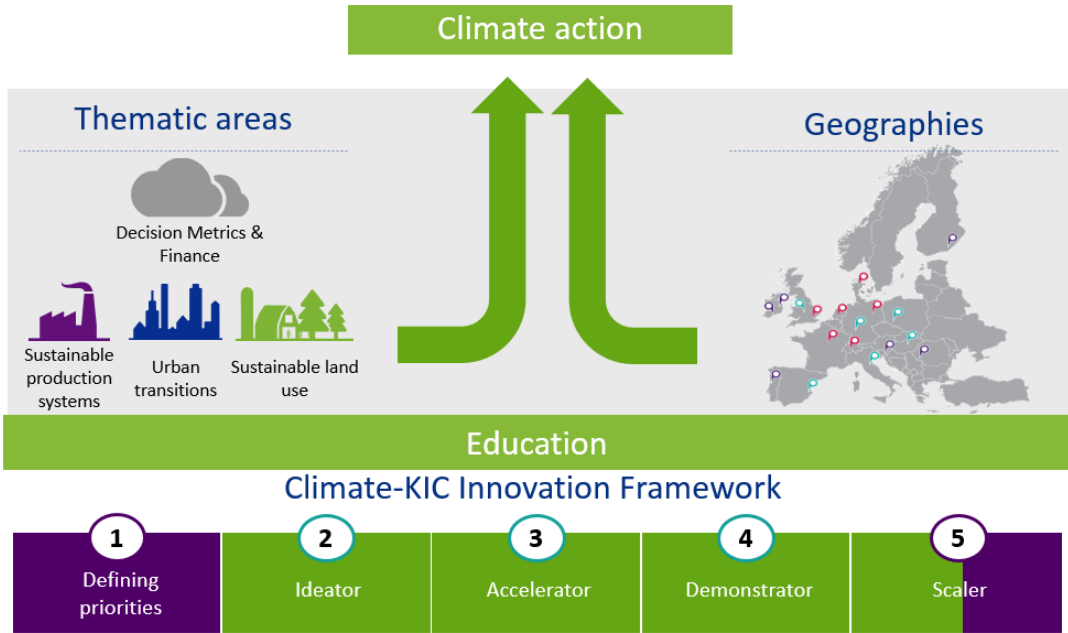 Climate action
Thematic areas
Decision Metrics &
Finance
Sustainable
production
systems
Urban
transitions
Sustainable land
use
Geographies
Education
Climate-KIC Innovation Framework
1
Defining
priorities
2
Ideator
3
Accelerator
4
Demonstrator
5
Scaler